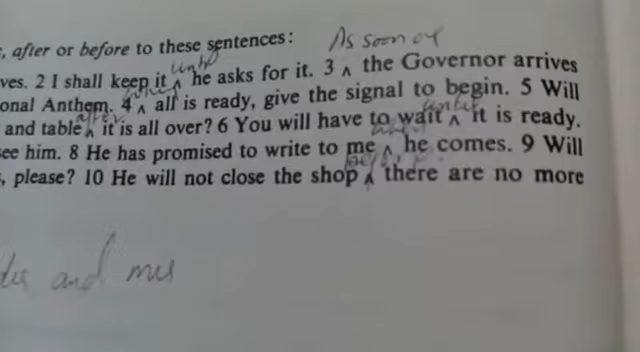 , after or before to these sentences: As soon as
ves. 2 I shall keep it ‸ until he asks for it. 3 ‸ the Governor arrives
onal Anthem. 4 ‸ when all is ready, give the signal to begin. 5 Will
and table ‸ after it is all over? 6 You will have to wait ‸ until it is ready.
ee him. 8 He has promised to write to me ‸ he comes. 9 Will
, please? 10 He will not close the shop ‸ there are no more
and